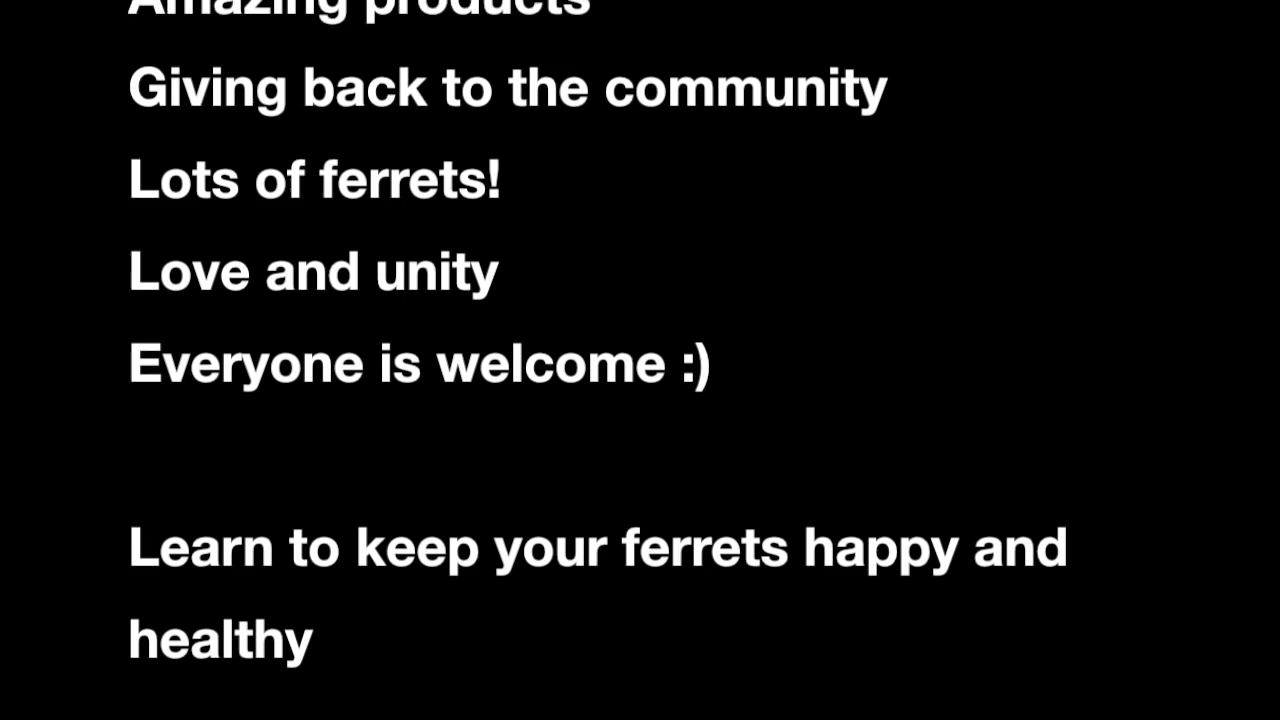 Amazing products
Giving back to the community
Lots of ferrets!
Love and unity
Everyone is welcome :)
Learn to keep your ferrets happy and
healthy